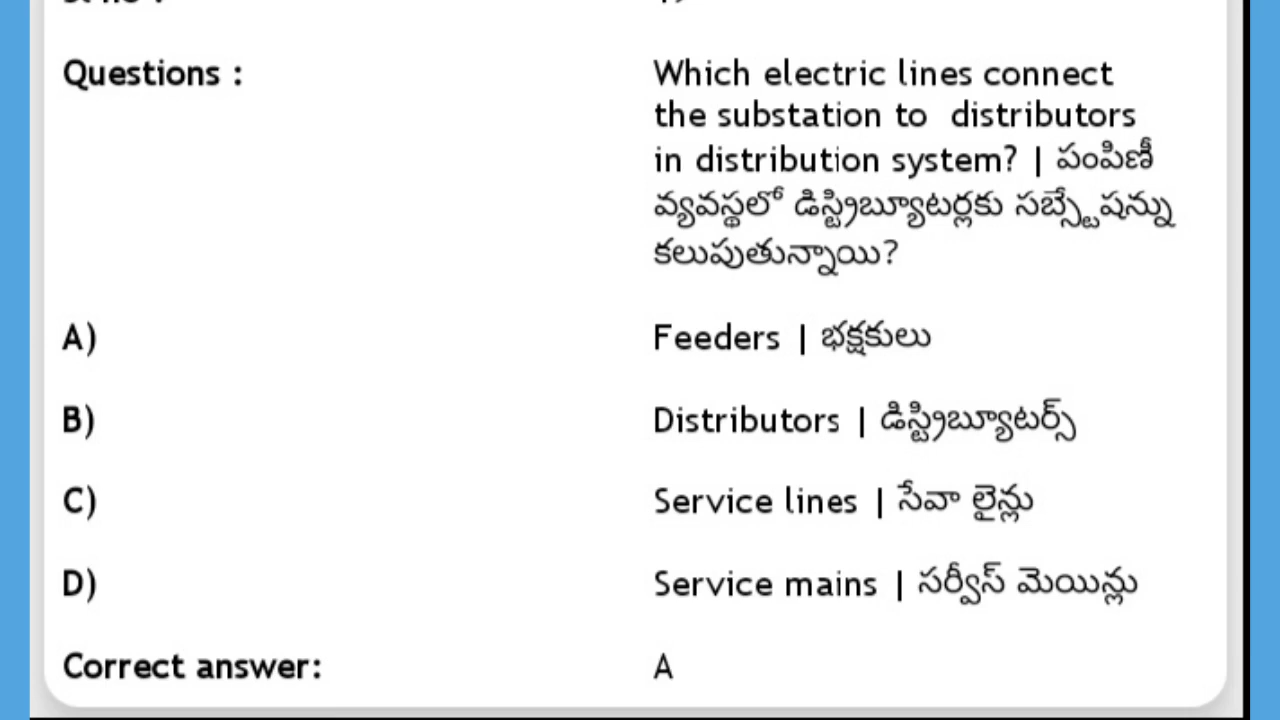 Questions :
Which electric lines connect
the substation to distributors
in distribution system? | పంపిణీ
వ్యవస్థలో డిస్ట్రిబ్యూటర్లకు సబ్స్టేషన్ను
కలుపుతున్నాయి?
A) Feeders | భక్షకులు
B) Distributors | డిస్ట్రిబ్యూటర్స్
C) Service lines | సేవా లైన్లు
D) Service mains | సర్వీస్ మెయిన్లు
Correct answer: A